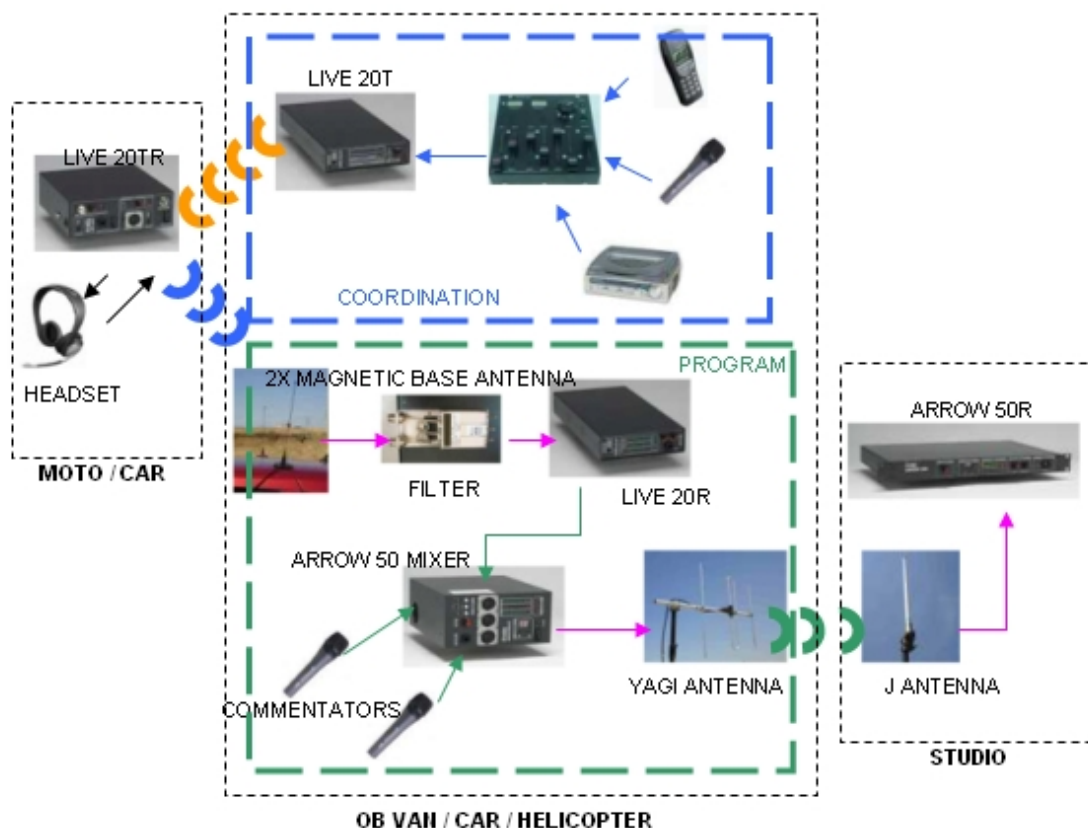 LIVE 20T
LIVE 20TR
COORDINATION
HEADSET
MOTO / CAR
PROGRAM
2X MAGNETIC BASE ANTENNA
FILTER
LIVE 20R
ARROW 50 MIXER
COMMENTATORS
YAGI ANTENNA
ARROW 50R
J ANTENNA
STUDIO
OB VAN / CAR / HELICOPTER